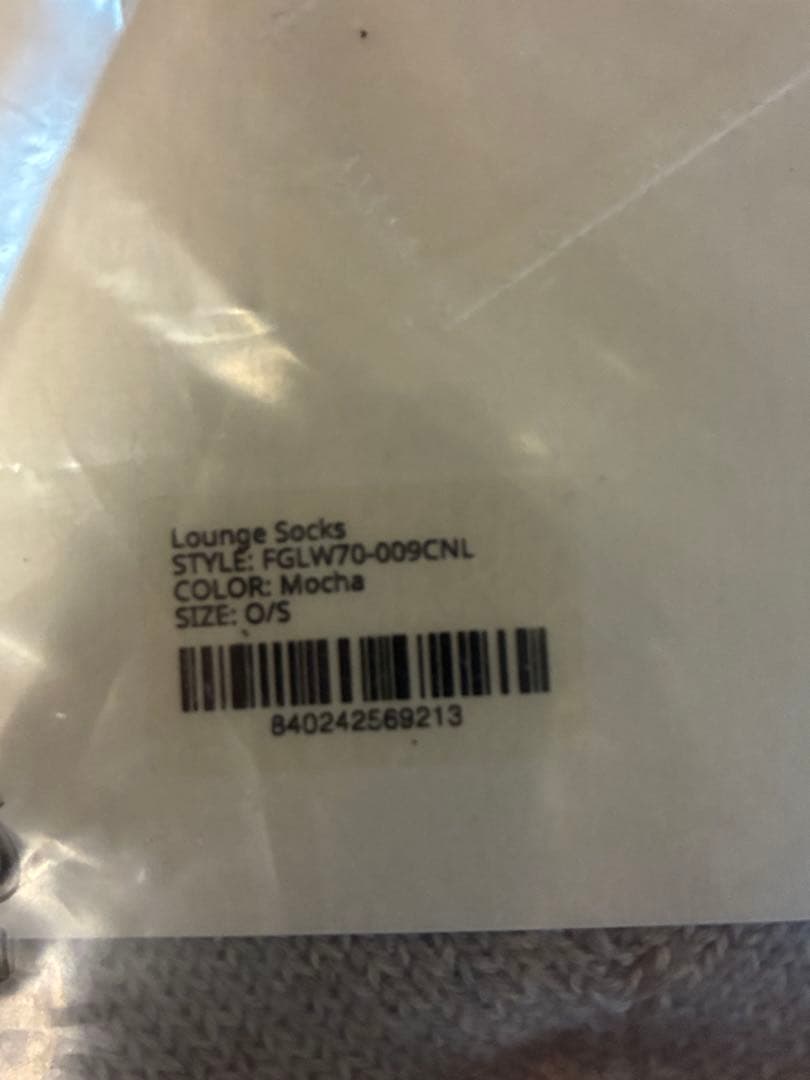 Lounge Socks
STYLE: FGLW70-009CNL
COLOR: Mocha
SIZE: O/S
840242569213